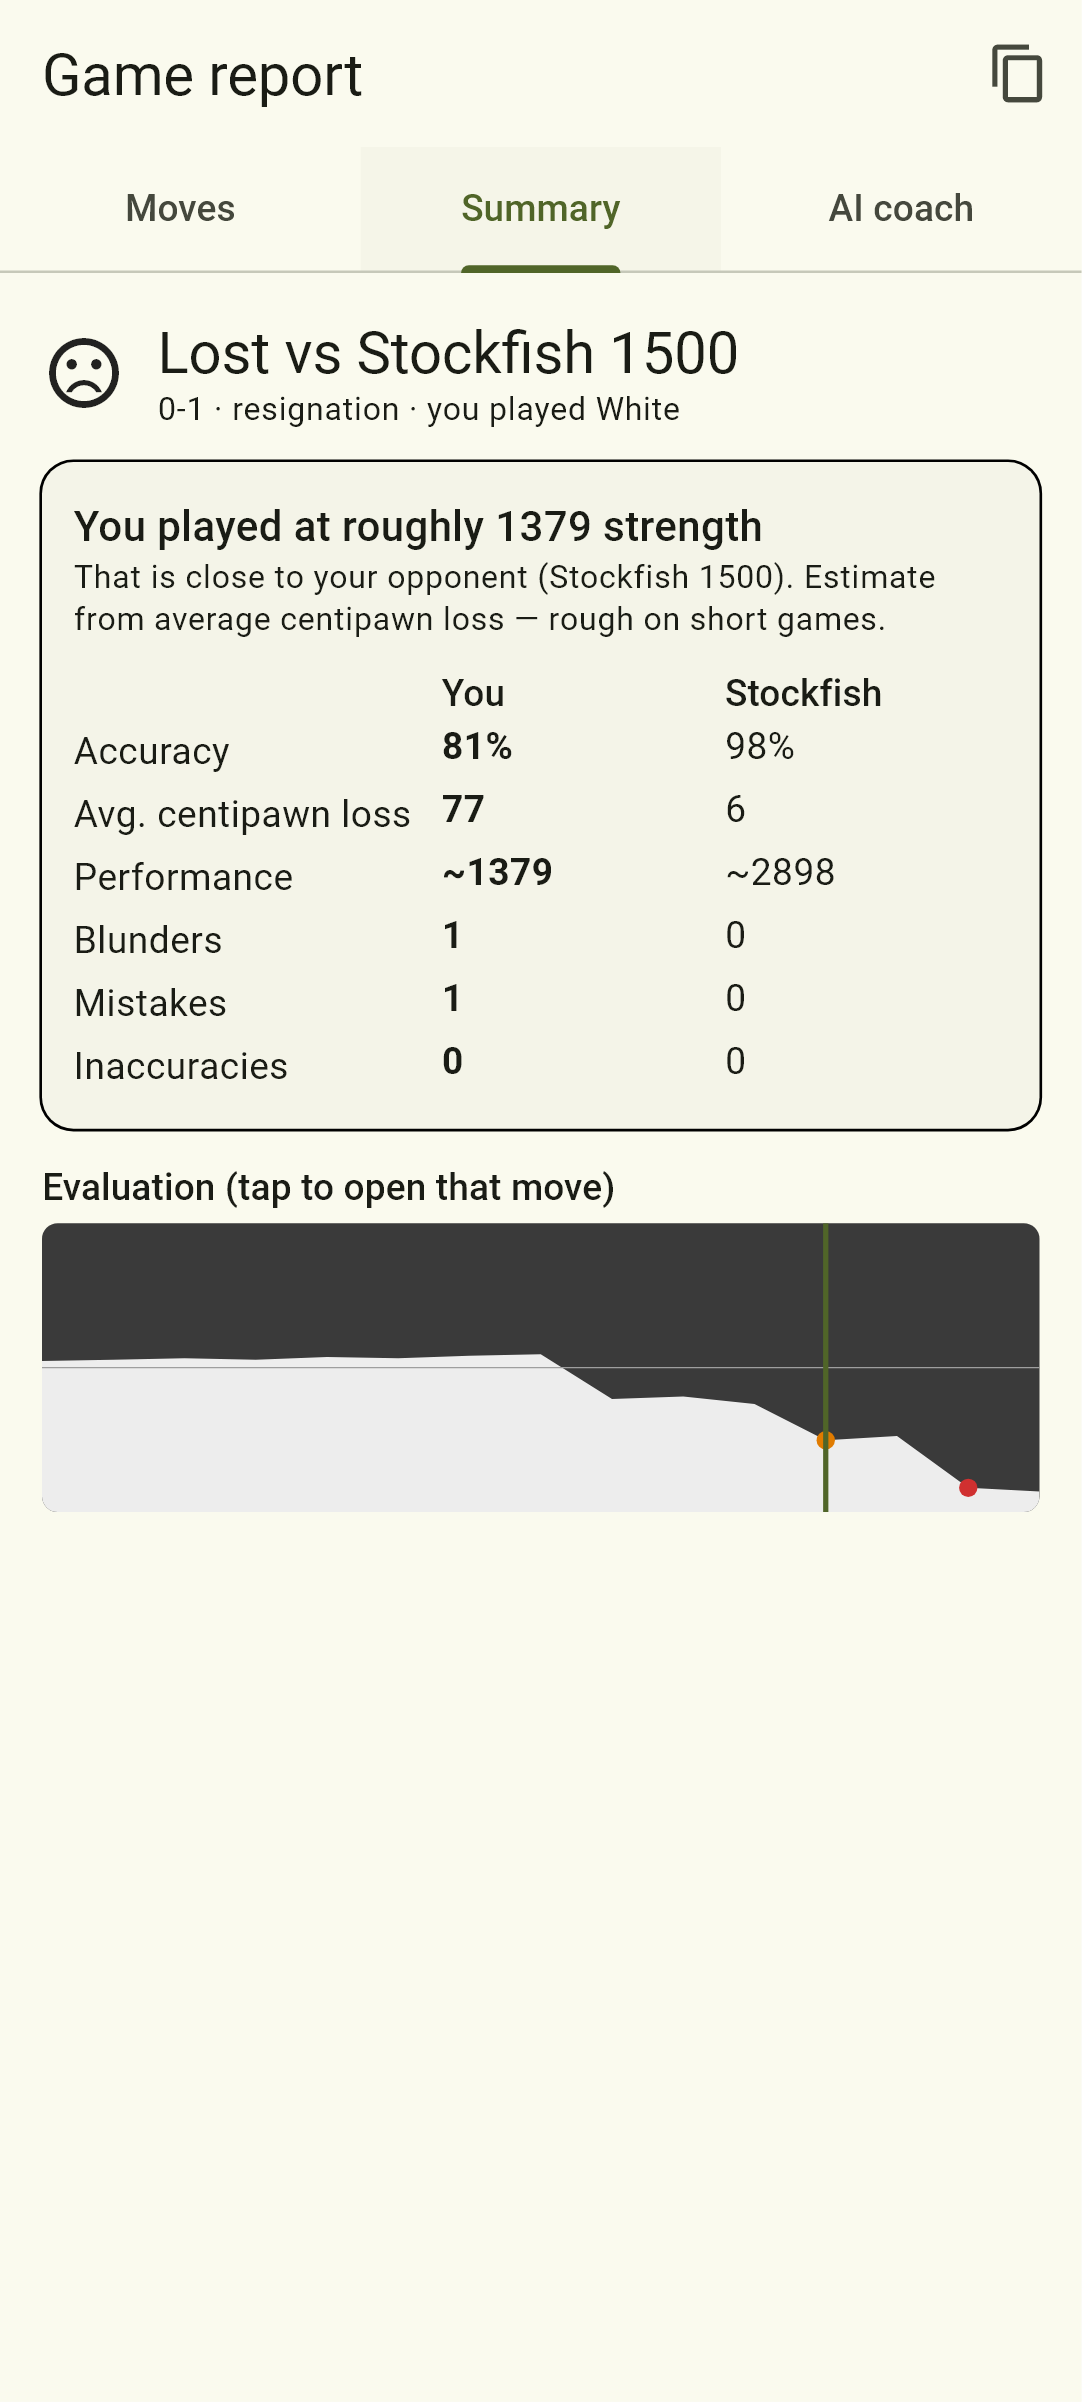 Game report
Moves
Summary
AI coach
Lost vs Stockfish 1500
0-1 · resignation · you played White
You played at roughly 1379 strength
That is close to your opponent (Stockfish 1500). Estimate
from average centipawn loss — rough on short games.
You Stockfish
Accuracy 81% 98%
Avg. centipawn loss 77 6
Performance ~1379 ~2898
Blunders 1 0
Mistakes 1 0
Inaccuracies 0 0
Evaluation (tap to open that move)